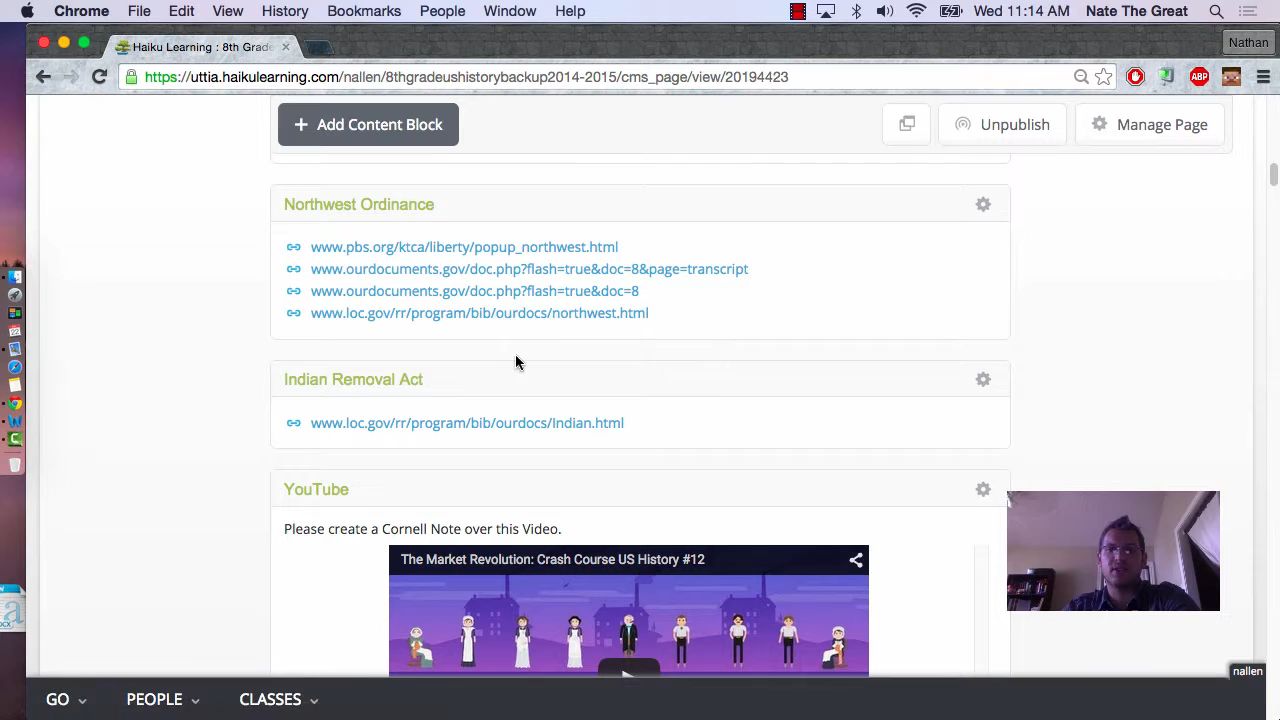 Chrome File Edit View History Bookmarks People Window Help Wed 11:14 AM Nate The Great
Haiku Learning : 8th Grade
Nathan
https://uttia.haikulearning.com/nallen/8thgradeushistorybackup2014-2015/cms_page/view/20194423
ABP
+ Add Content Block
Unpublish
Manage Page
Northwest Ordinance
www.pbs.org/ktca/liberty/popup_northwest.html
www.ourdocuments.gov/doc.php?flash=true&doc=8&page=transcript
www.ourdocuments.gov/doc.php?flash=true&doc=8
www.loc.gov/rr/program/bib/ourdocs/northwest.html
Indian Removal Act
www.loc.gov/rr/program/bib/ourdocs/Indian.html
YouTube
Please create a Cornell Note over this Video.
The Market Revolution: Crash Course US History #12
nallen
GO PEOPLE CLASSES